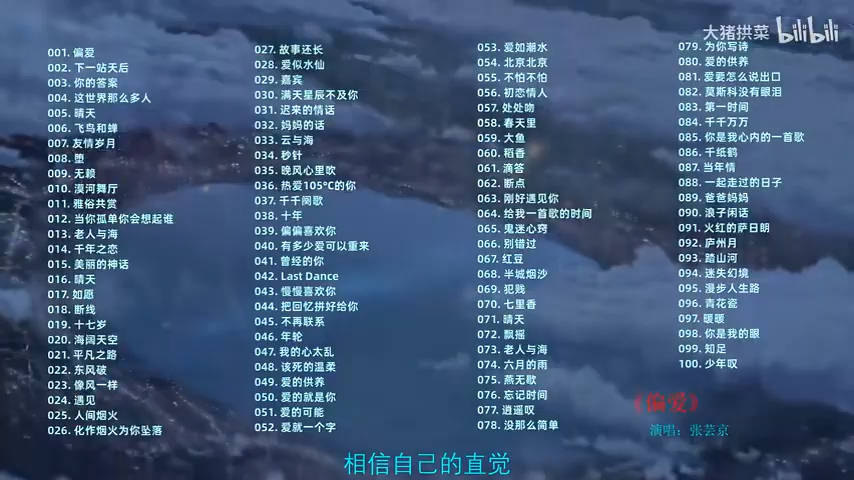 大猪拱菜 bilibili
001. 偏爱
002. 下一站天后
003. 你的答案
004. 这世界那么多人
005. 晴天
006. 飞鸟和蝉
007. 友情岁月
008. 堕
009. 无赖
010. 漠河舞厅
011. 雅俗共赏
012. 当你孤单你会想起谁
013. 老人与海
014. 千年之恋
015. 美丽的神话
016. 晴天
017. 如愿
018. 断线
019. 十七岁
020. 海阔天空
021. 平凡之路
022. 东风破
023. 像风一样
024. 遇见
025. 人间烟火
026. 化作烟火为你坠落
027. 故事还长
028. 爱似水仙
029. 嘉宾
030. 满天星辰不及你
031. 迟来的情话
032. 妈妈的话
033. 云与海
034. 秒针
035. 晚风心里吹
036. 热爱105°C的你
037. 千千阕歌
038. 十年
039. 偏偏喜欢你
040. 有多少爱可以重来
041. 曾经的你
042. Last Dance
043. 慢慢喜欢你
044. 把回忆拼好给你
045. 不再联系
046. 年轮
047. 我的心太乱
048. 该死的温柔
049. 爱的供养
050. 爱的就是你
051. 爱的可能
052. 爱就一个字
053. 爱如潮水
054. 北京北京
055. 不怕不怕
056. 初恋情人
057. 处处吻
058. 春天里
059. 大鱼
060. 稻香
061. 滴答
062. 断点
063. 刚好遇见你
064. 给我一首歌的时间
065. 鬼迷心窍
066. 别错过
067. 红豆
068. 半城烟沙
069. 犯贱
070. 七里香
071. 晴天
072. 飘摇
073. 老人与海
074. 六月的雨
075. 燕无歇
076. 忘记时间
077. 逍遥叹
078. 没那么简单
079. 为你写诗
080. 爱的供养
081. 爱要怎么说出口
082. 莫斯科没有眼泪
083. 第一时间
084. 千千万万
085. 你是我心内的一首歌
086. 千纸鹤
087. 当年情
088. 一起走过的日子
089. 爸爸妈妈
090. 浪子闲话
091. 火红的萨日朗
092. 庐州月
093. 踏山河
094. 迷失幻境
095. 漫步人生路
096. 青花瓷
097. 暖暖
098. 你是我的眼
099. 知足
100. 少年叹
《偏爱》
演唱：张芸京
相信自己的直觉